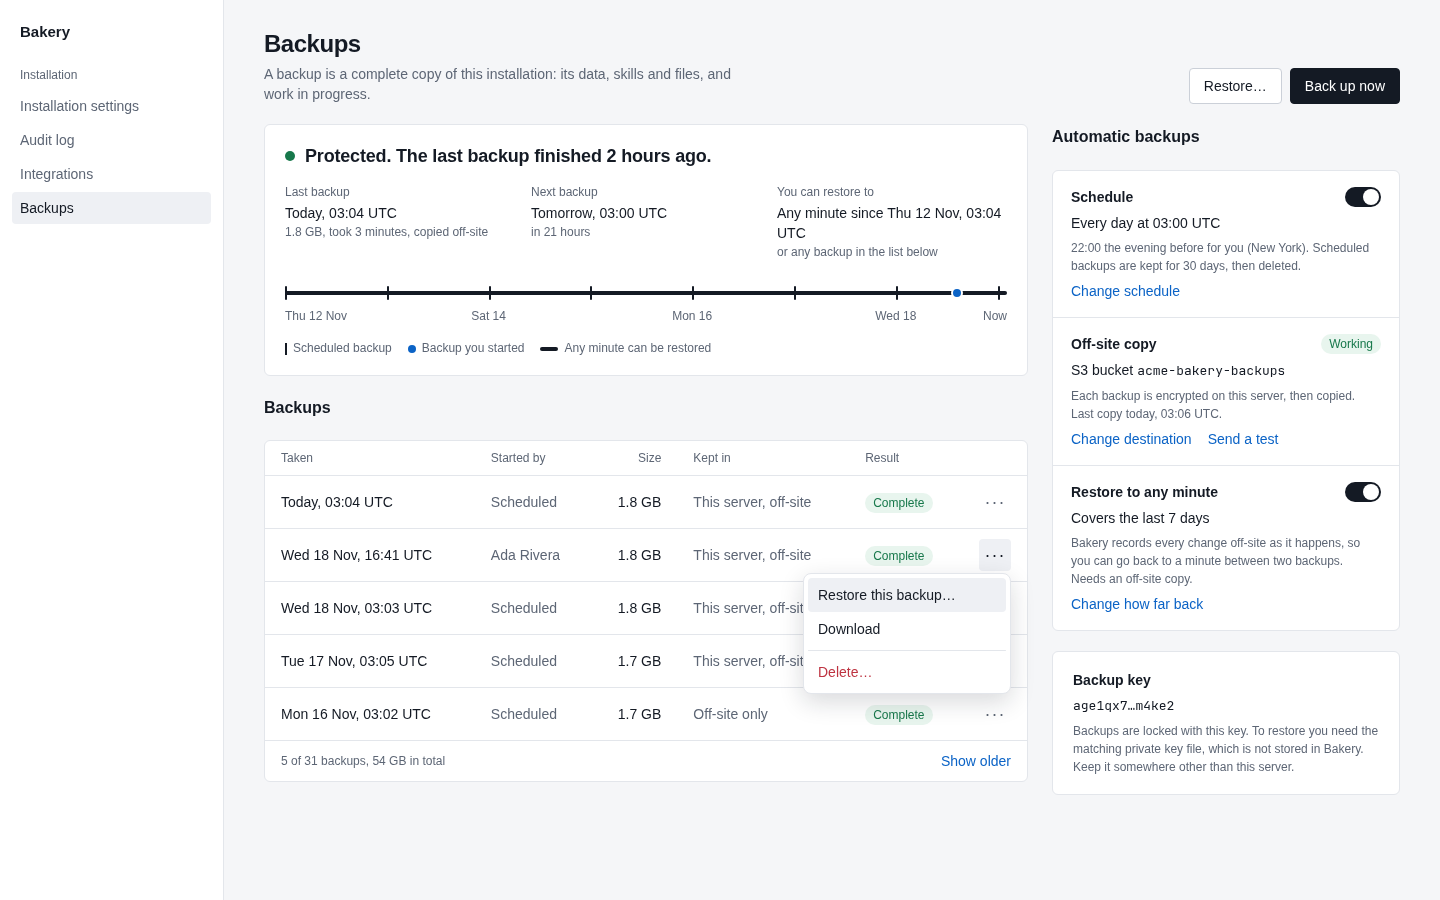 Bakery
Installation
Installation settings
Audit log
Integrations
Backups
Backups
A backup is a complete copy of this installation: its data, skills and files, and
work in progress.
Restore…
Back up now
Protected. The last backup finished 2 hours ago.
Last backup
Today, 03:04 UTC
1.8 GB, took 3 minutes, copied off-site
Next backup
Tomorrow, 03:00 UTC
in 21 hours
You can restore to
Any minute since Thu 12 Nov, 03:04
UTC
or any backup in the list below
Thu 12 Nov Sat 14 Mon 16 Wed 18 Now
Scheduled backup Backup you started Any minute can be restored
Backups
Taken Started by Size Kept in Result
Today, 03:04 UTC Scheduled 1.8 GB This server, off-site Complete ···
Wed 18 Nov, 16:41 UTC Ada Rivera 1.8 GB This server, off-site Complete ···
Wed 18 Nov, 03:03 UTC Scheduled 1.8 GB This server, off-sit
Tue 17 Nov, 03:05 UTC Scheduled 1.7 GB This server, off-sit
Mon 16 Nov, 03:02 UTC Scheduled 1.7 GB Off-site only Complete ···
Restore this backup…
Download
Delete…
5 of 31 backups, 54 GB in total Show older
Automatic backups
Schedule
Every day at 03:00 UTC
22:00 the evening before for you (New York). Scheduled
backups are kept for 30 days, then deleted.
Change schedule
Off-site copy Working
S3 bucket acme-bakery-backups
Each backup is encrypted on this server, then copied.
Last copy today, 03:06 UTC.
Change destination Send a test
Restore to any minute
Covers the last 7 days
Bakery records every change off-site as it happens, so
you can go back to a minute between two backups.
Needs an off-site copy.
Change how far back
Backup key
age1qx7…m4ke2
Backups are locked with this key. To restore you need the
matching private key file, which is not stored in Bakery.
Keep it somewhere other than this server.